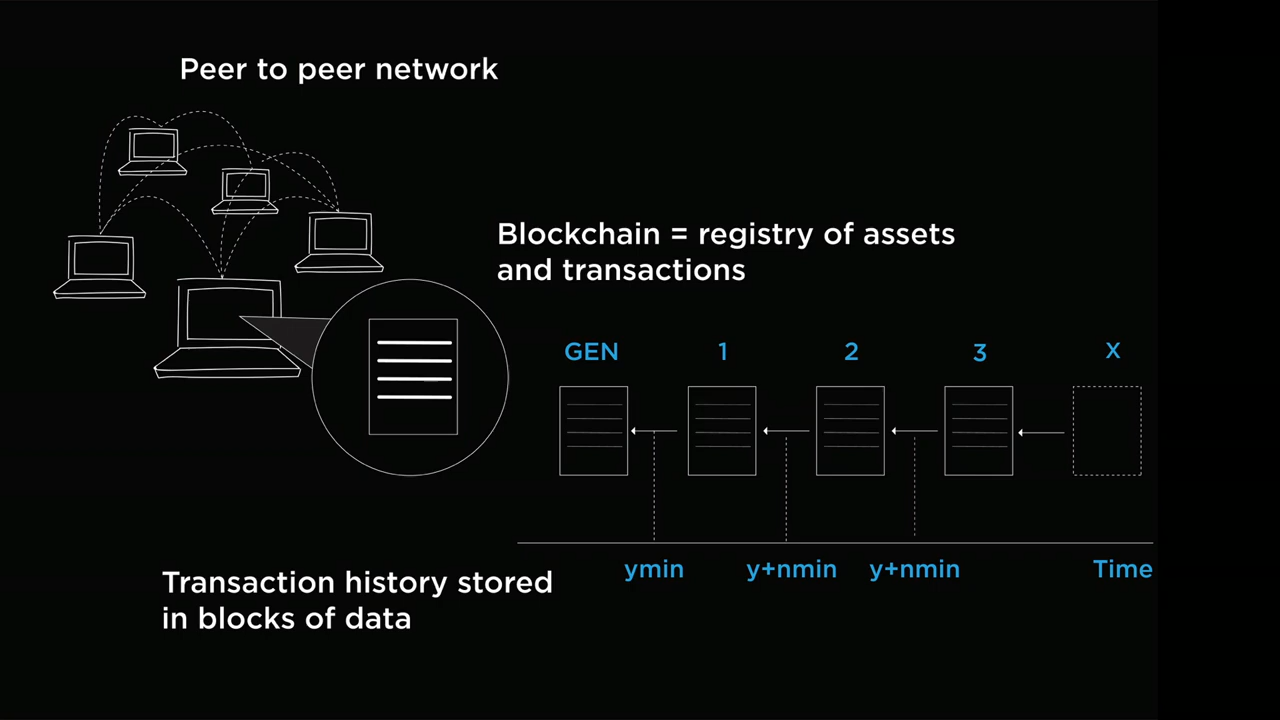 Peer to peer network
Blockchain = registry of assets
and transactions
GEN 1 2 3 X
ymin y+nmin y+nmin Time
Transaction history stored
in blocks of data